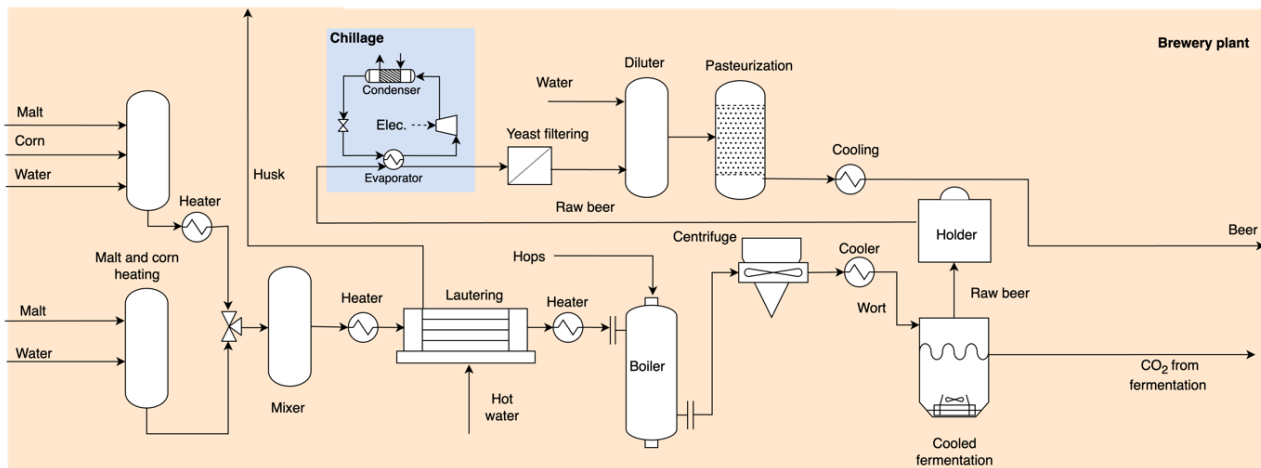 Chillage
Brewery plant
Condenser
Elec.
Evaporator
Water
Diluter
Pasteurization
Yeast filtering
Cooling
Malt
Corn
Water
Heater
Husk
Raw beer
Holder
Beer
Malt and corn
heating
Malt
Water
Mixer
Heater
Lautering
Hot
water
Heater
Hops
Boiler
Centrifuge
Cooler
Wort
Raw beer
CO2 from
fermentation
Cooled
fermentation